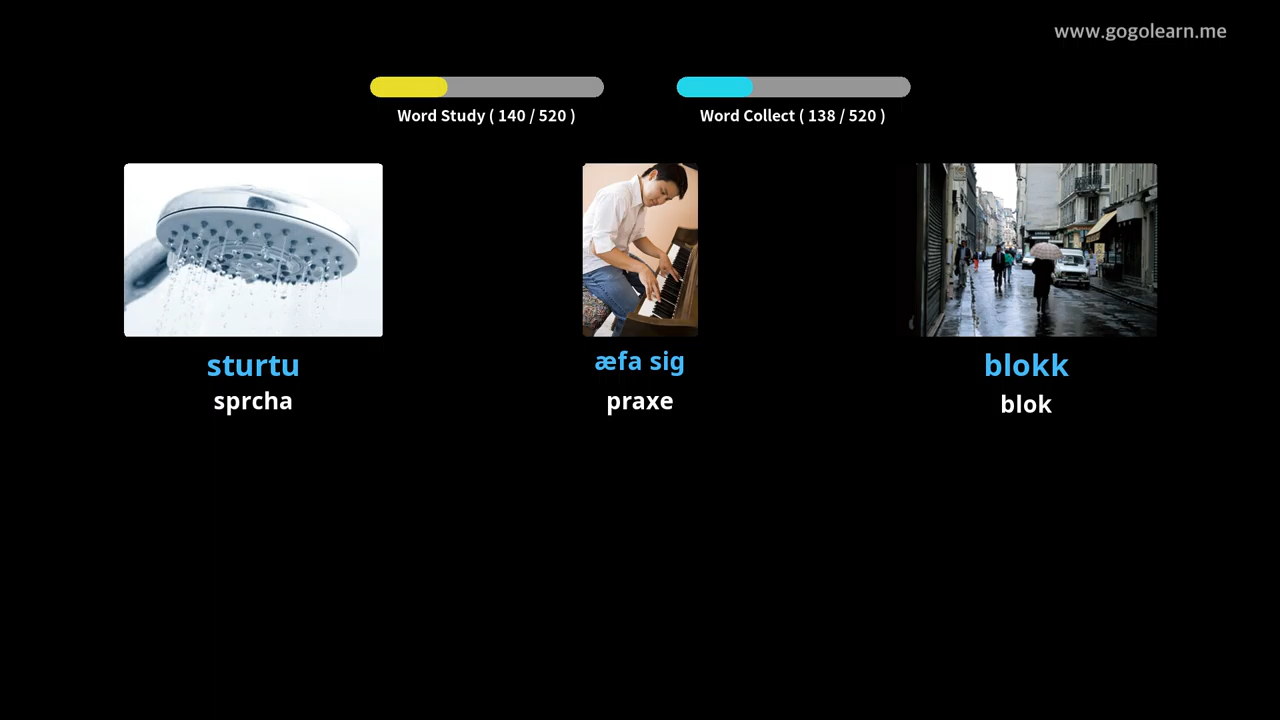 www.gogolearn.me
Word Study ( 140 / 520 )
Word Collect ( 138 / 520 )
sturtu
sprcha
æfa sig
praxe
blokk
blok